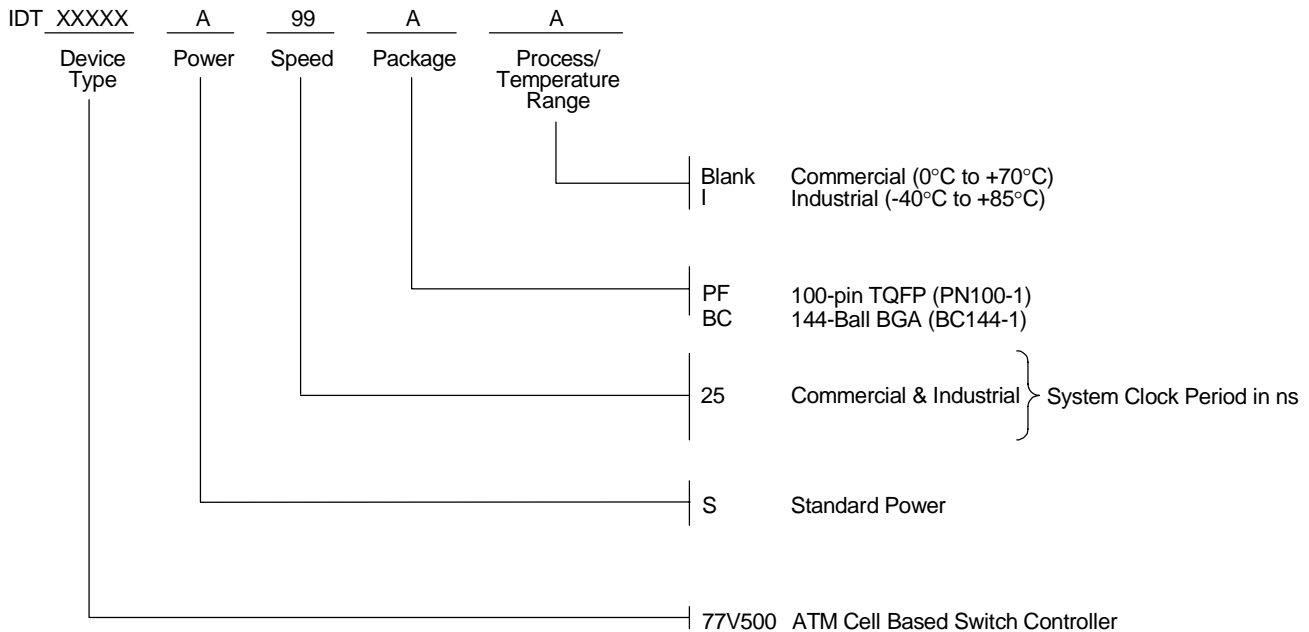 IDT XXXXX A 99 A A
Device Type Power Speed Package Process/ Temperature Range
Blank Commercial (0°C to +70°C)
I Industrial (-40°C to +85°C)
PF 100-pin TQFP (PN100-1)
BC 144-Ball BGA (BC144-1)
25 Commercial & Industrial System Clock Period in ns
S Standard Power
77V500 ATM Cell Based Switch Controller